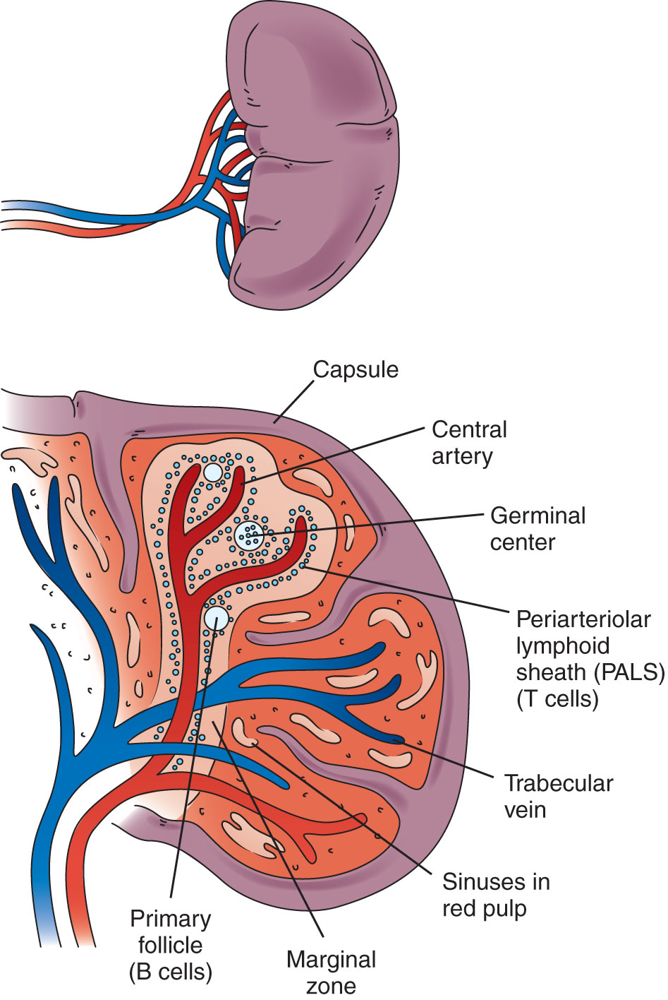 Capsule
Central
artery
Germinal
center
Periarteriolar
lymphoid
sheath (PALS)
(T cells)
Trabecular
vein
Sinuses in
red pulp
Primary
follicle
(B cells)
Marginal
zone